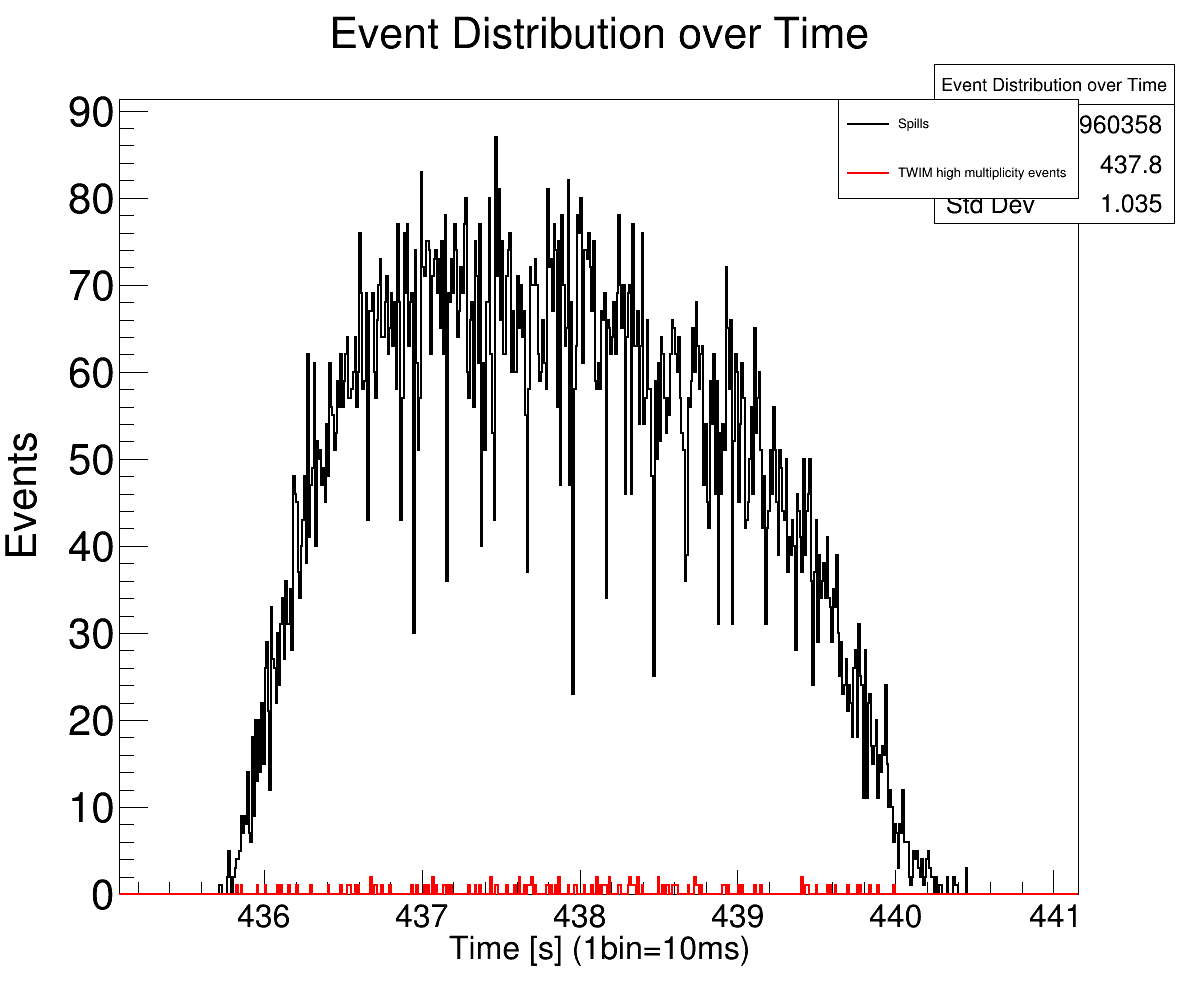 Event Distribution over Time
Event Distribution over Time
Spills
960358
TWIM high multiplicity events
437.8
Std Dev 1.035
90
80
70
60
50
40
30
20
10
0
Events
436 437 438 439 440 441
Time [s] (1bin=10ms)